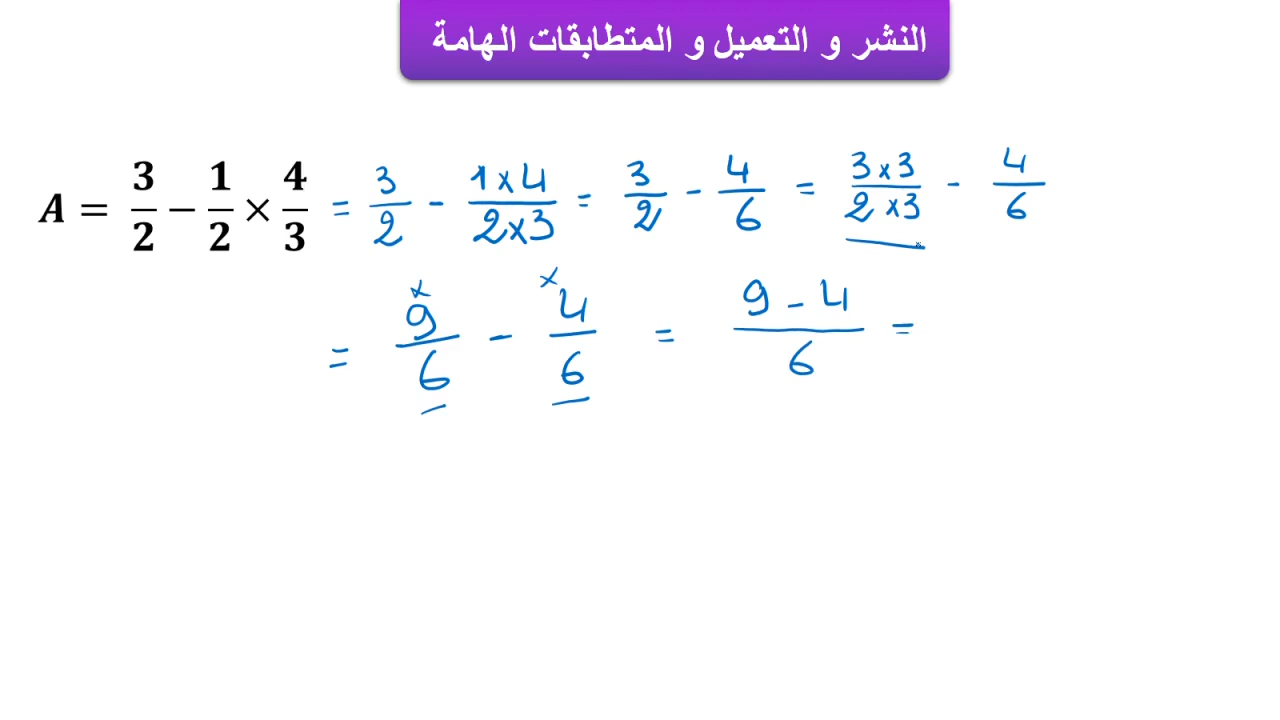 النشر و التعميل و المتطابقات الهامة
A = 3/2 − 1/2 × 4/3 = 3/2 - 1×4/2×3 = 3/2 - 4/6 = 3×3/2×3 - 4/6
= 9/6 - 4/6 = 9-4/6 =